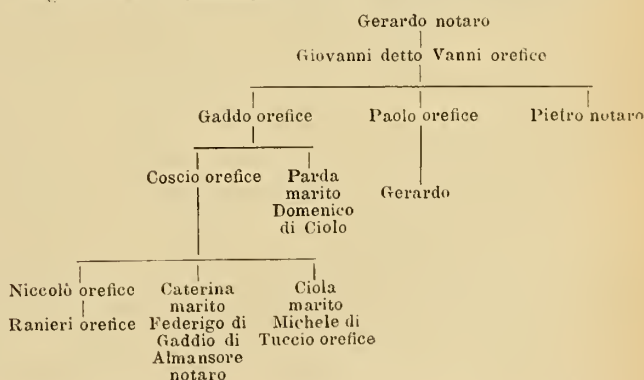 Gerardo notaro
Giovanni detto Vanni orefice
Gaddo orefice Paolo orefice Pietro notaro
Coscio orefice Parda
marito Gerardo
Domenico
di Ciolo
Niccolò orefice Caterina Ciola
marito marito
Ranieri orefice Federigo di Michele di
Gaddio di Tuccio orefice
Almansore
notaro